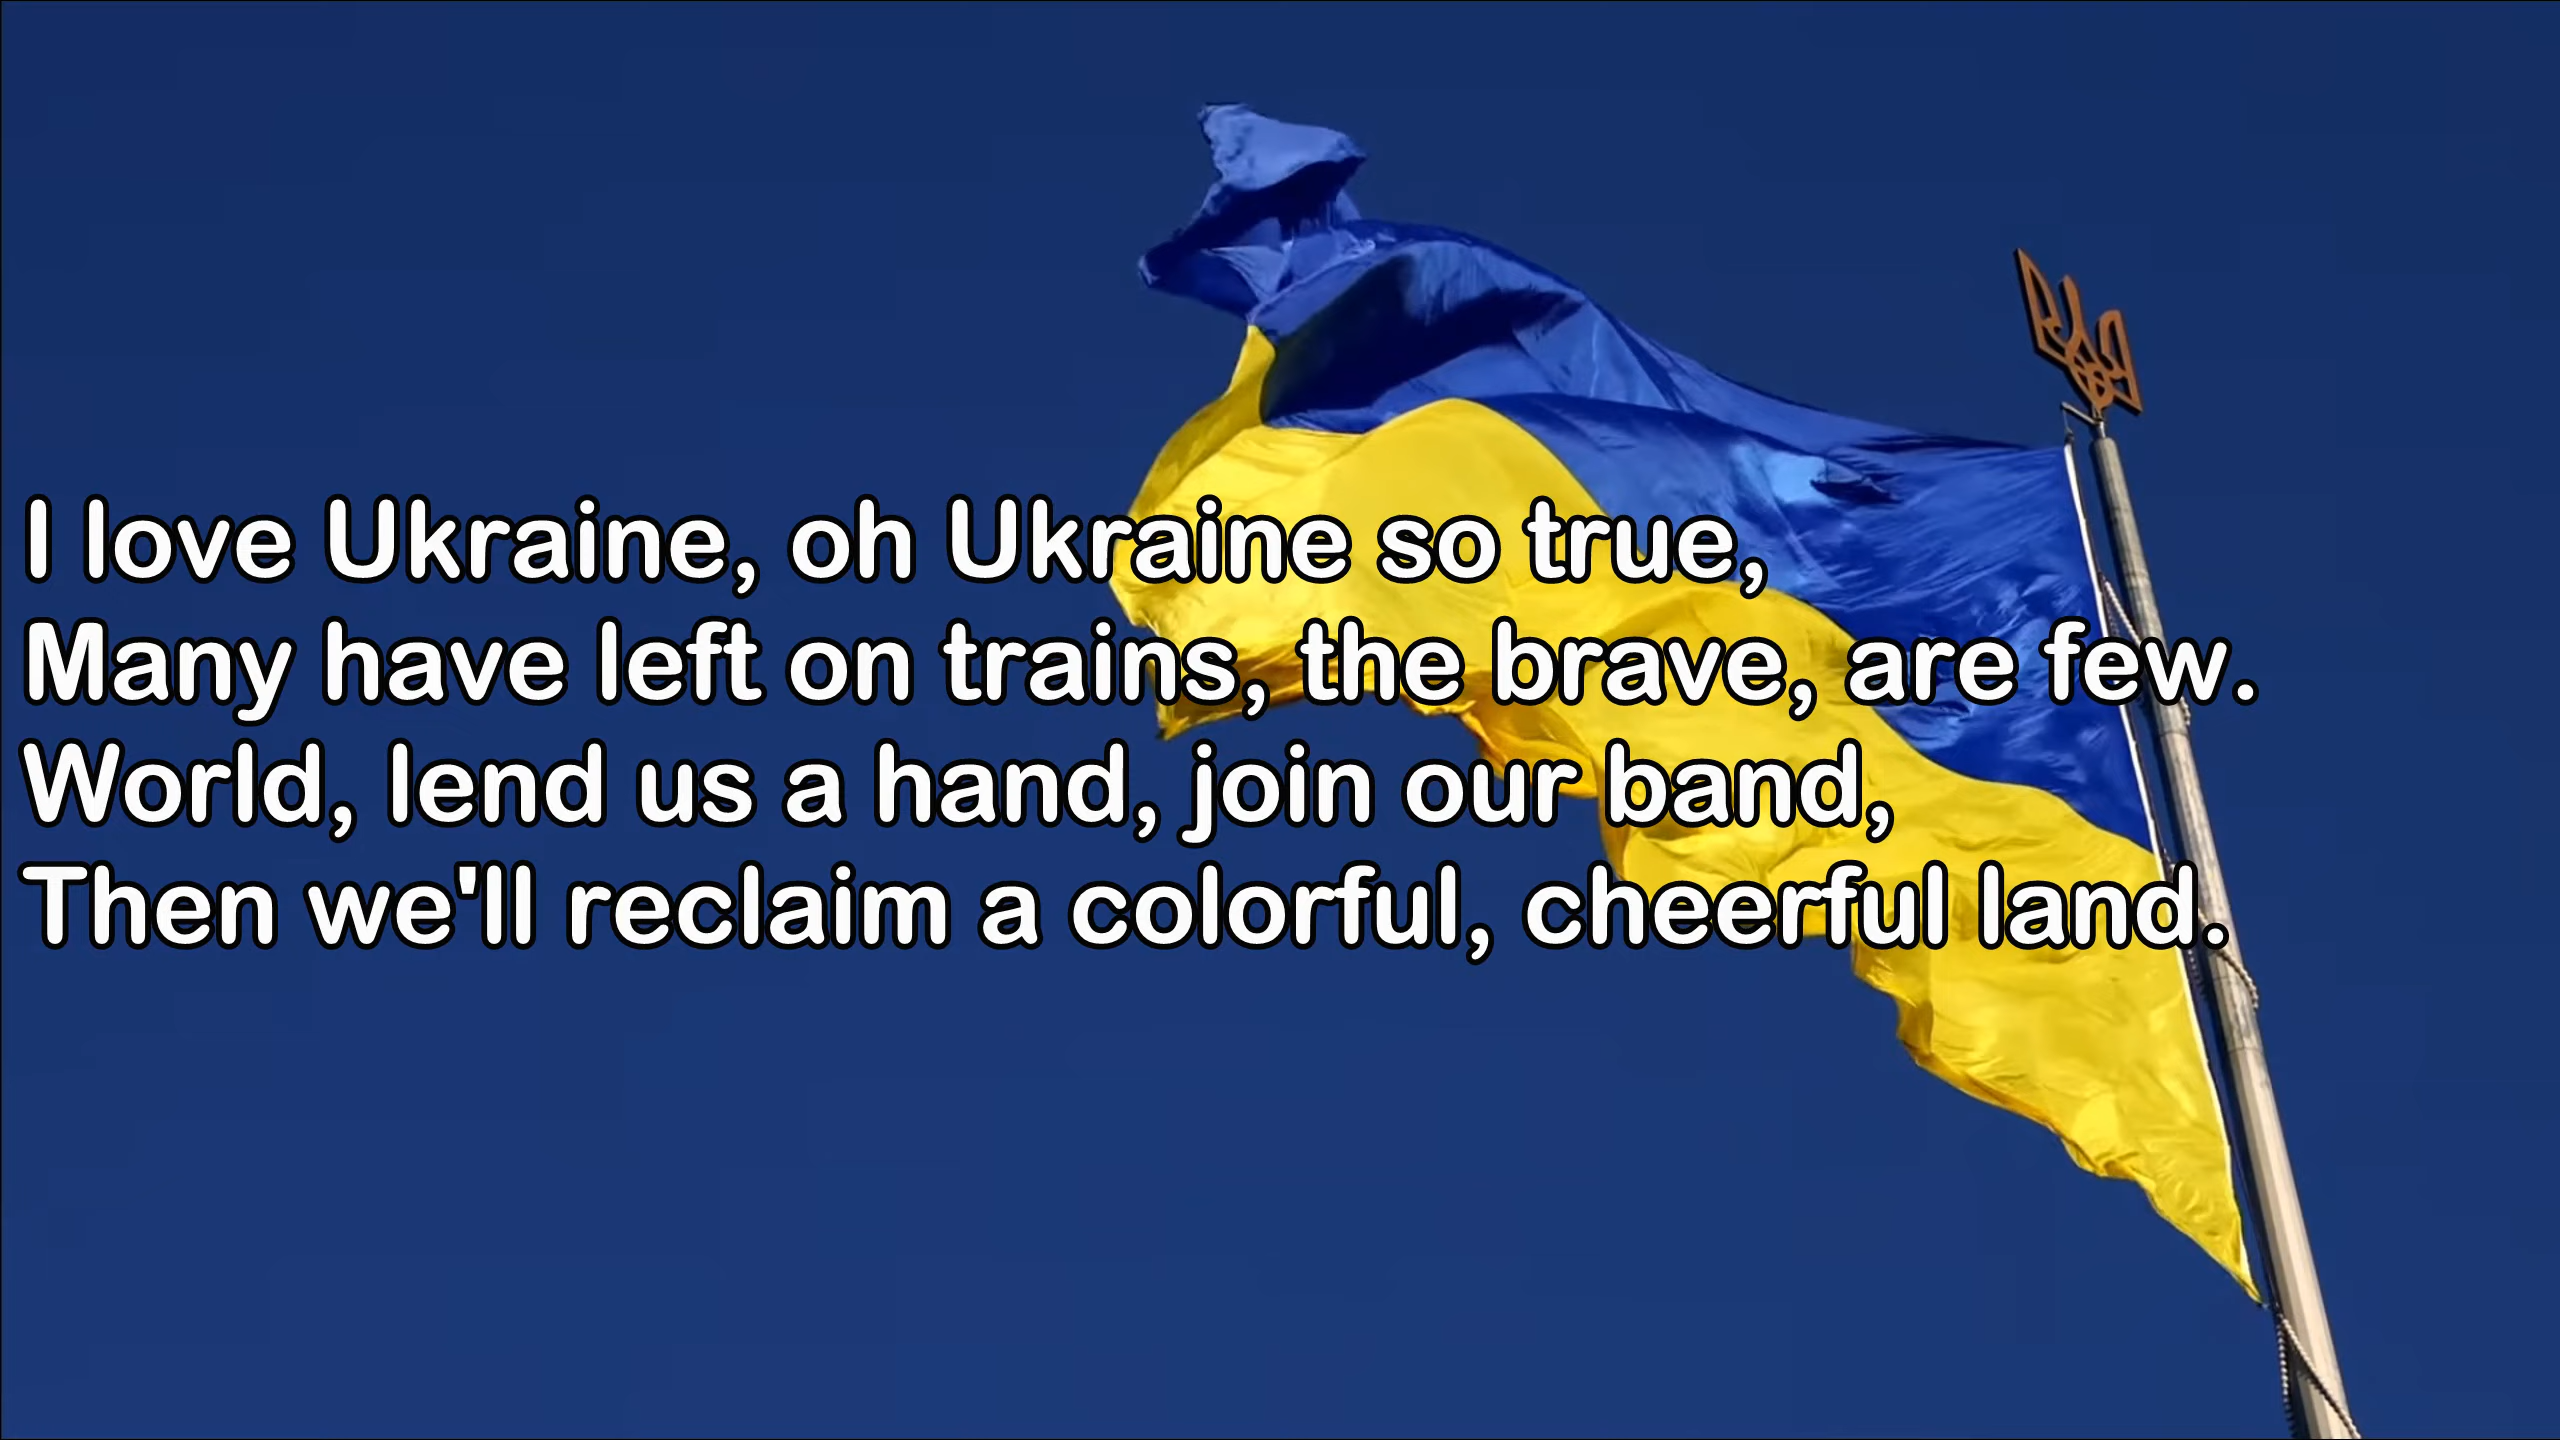 I love Ukraine, oh Ukraine so true,
Many have left on trains, the brave, are few.
World, lend us a hand, join our band,
Then we'll reclaim a colorful, cheerful land.